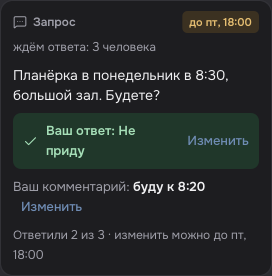 Запрос
до пт, 18:00
ждём ответа: 3 человека
Планёрка в понедельник в 8:30,
большой зал. Будете?
Ваш ответ: Не
приду
Изменить
Ваш комментарий: буду к 8:20
Изменить
Ответили 2 из 3 · изменить можно до пт,
18:00